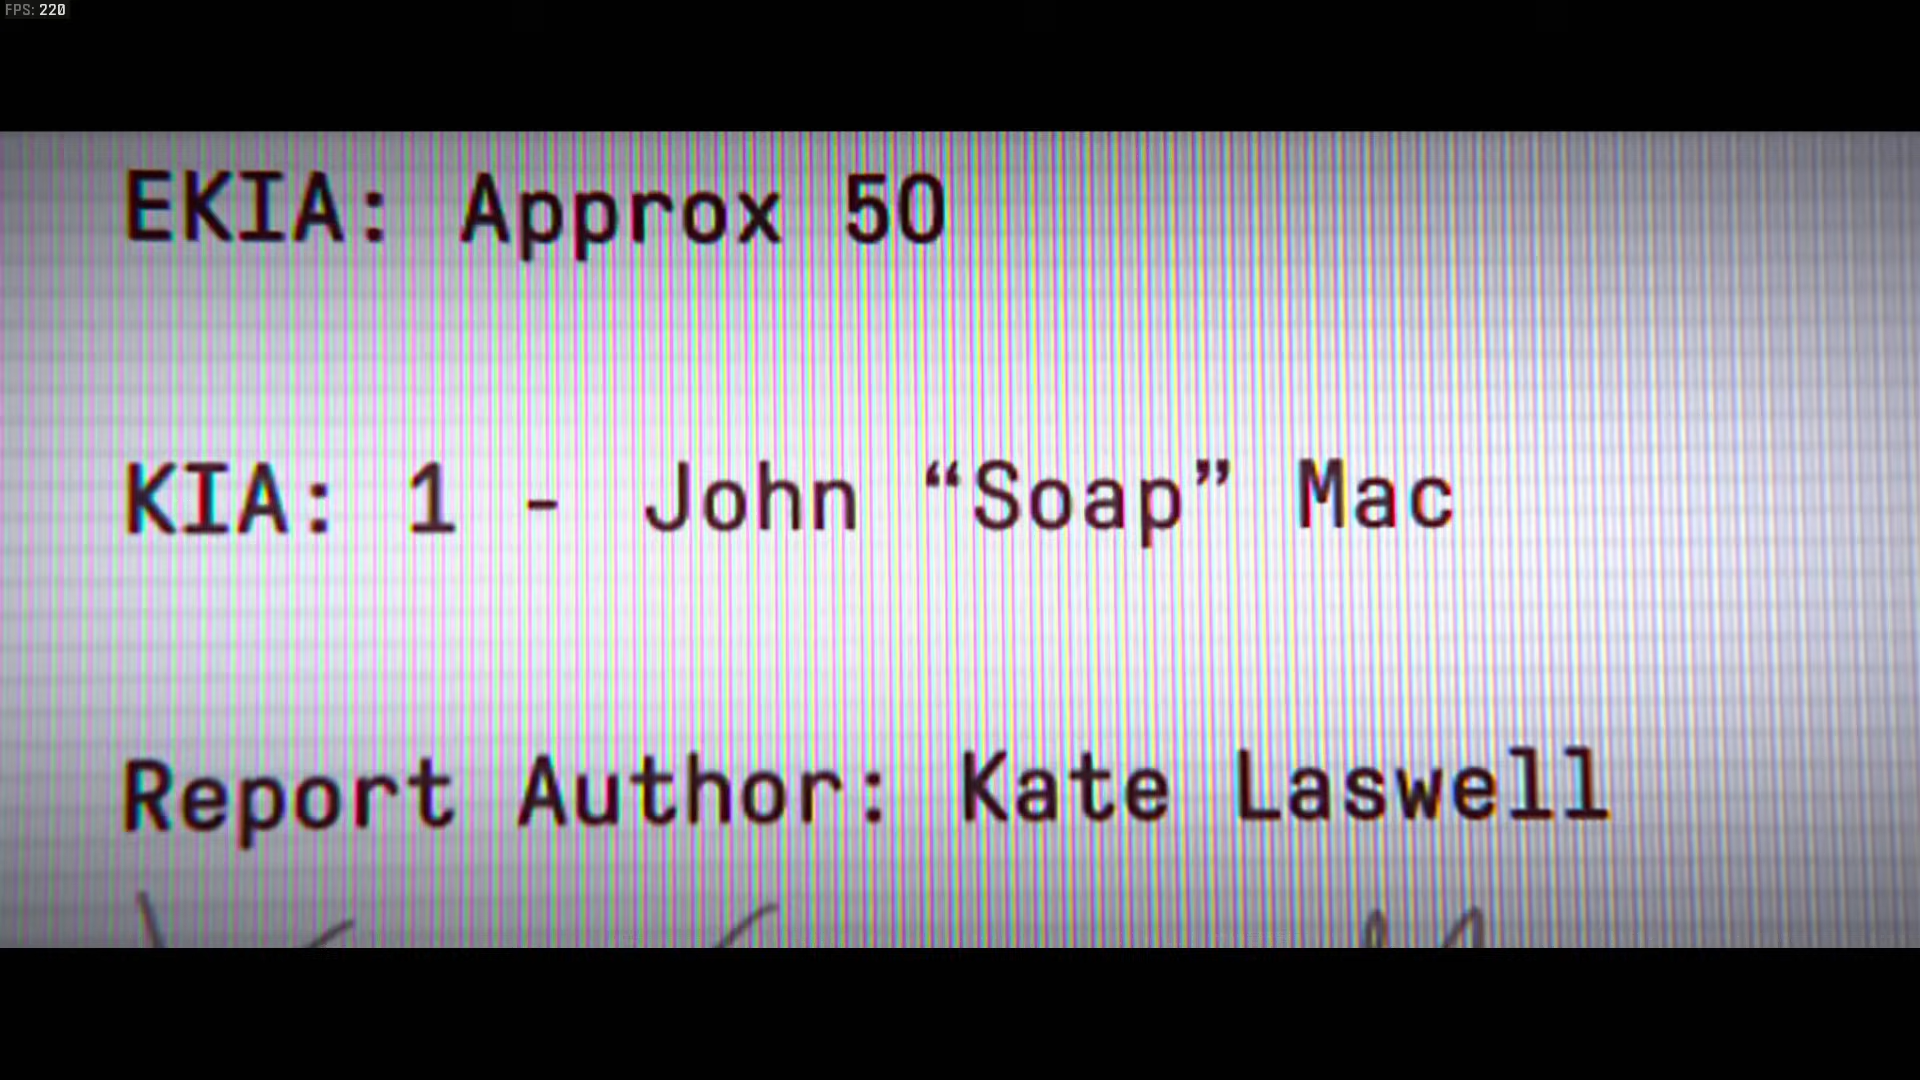 FPS: 220
EKIA: Approx 50
KIA: 1 - John “Soap” Mac
Report Author: Kate Laswell